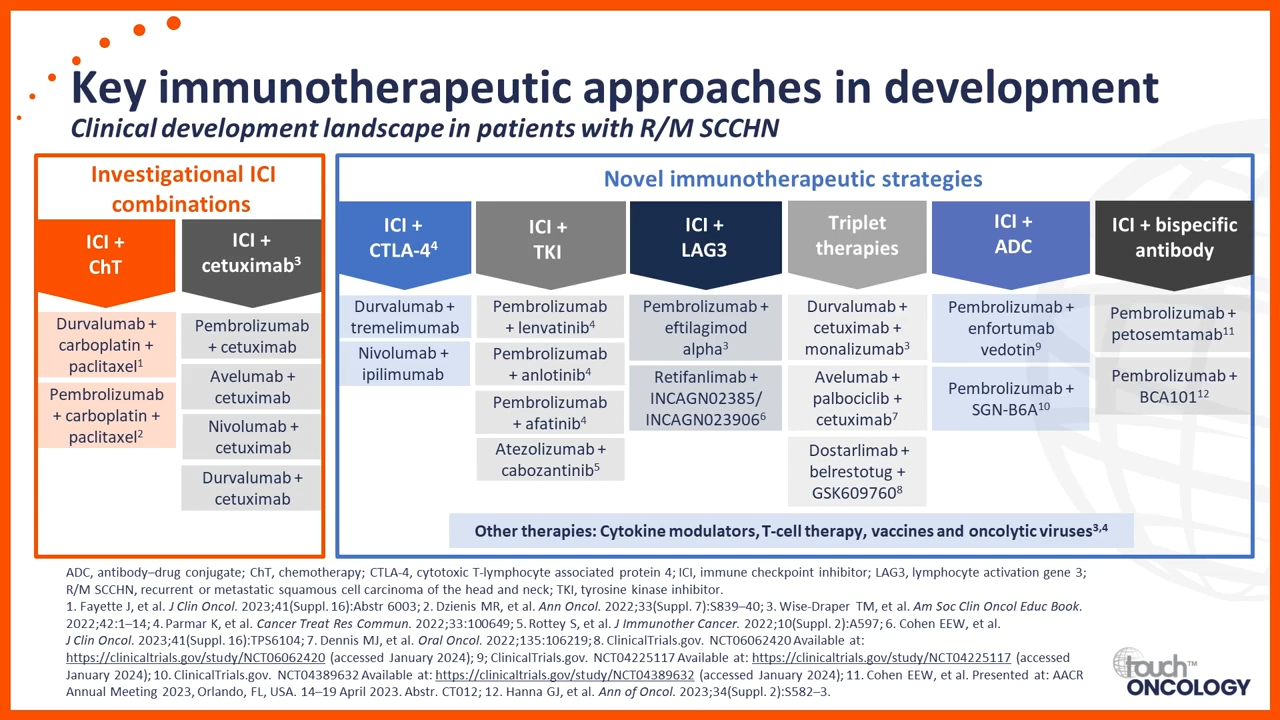 Key immunotherapeutic approaches in development
Clinical development landscape in patients with R/M SCCHN
Investigational ICI
combinations
ICI +
ChT
Durvalumab +
carboplatin +
paclitaxel¹
Pembrolizumab
+ carboplatin +
paclitaxel²
ICI +
cetuximab³
Pembrolizumab
+ cetuximab
Avelumab +
cetuximab
Nivolumab +
cetuximab
Durvalumab +
cetuximab
Novel immunotherapeutic strategies
ICI +
CTLA-4⁴
Durvalumab +
tremelimumab
Nivolumab +
ipilimumab
ICI +
TKI
Pembrolizumab
+ lenvatinib⁴
Pembrolizumab
+ anlotinib⁴
Pembrolizumab
+ afatinib⁴
Atezolizumab +
cabozantinib⁵
ICI +
LAG3
Pembrolizumab +
eftilagimod
alpha³
Retifanlimab +
INCAGN02385/
INCAGN023906⁶
Triplet
therapies
Durvalumab +
cetuximab +
monalizumab³
Avelumab +
palbociclib +
cetuximab⁷
Dostarlimab +
belrestotug +
GSK609760⁸
ICI +
ADC
Pembrolizumab +
enfortumab
vedotin⁹
Pembrolizumab +
SGN-B6A¹⁰
ICI + bispecific
antibody
Pembrolizumab +
petosemtamab¹¹
Pembrolizumab +
BCA101¹²
Other therapies: Cytokine modulators, T-cell therapy, vaccines and oncolytic viruses³,⁴
ADC, antibody–drug conjugate; ChT, chemotherapy; CTLA-4, cytotoxic T-lymphocyte associated protein 4; ICI, immune checkpoint inhibitor; LAG3, lymphocyte activation gene 3;
R/M SCCHN, recurrent or metastatic squamous cell carcinoma of the head and neck; TKI, tyrosine kinase inhibitor.
1. Fayette J, et al. J Clin Oncol. 2023;41(Suppl. 16):Abstr 6003; 2. Dzienis MR, et al. Ann Oncol. 2022;33(Suppl. 7):S839–40; 3. Wise-Draper TM, et al. Am Soc Clin Oncol Educ Book.
2022;42:1–14; 4. Parmar K, et al. Cancer Treat Res Commun. 2022;33:100649; 5. Rottey S, et al. J Immunother Cancer. 2022;10(Suppl. 2):A597; 6. Cohen EEW, et al.
J Clin Oncol. 2023;41(Suppl. 16):TPS6104; 7. Dennis MJ, et al. Oral Oncol. 2022;135:106219; 8. ClinicalTrials.gov. NCT06062420 Available at:
https://clinicaltrials.gov/study/NCT06062420 (accessed January 2024); 9; ClinicalTrials.gov. NCT04225117 Available at: https://clinicaltrials.gov/study/NCT04225117 (accessed
January 2024); 10. ClinicalTrials.gov. NCT04389632 Available at: https://clinicaltrials.gov/study/NCT04389632 (accessed January 2024); 11. Cohen EEW, et al. Presented at: AACR
Annual Meeting 2023, Orlando, FL, USA. 14–19 April 2023. Abstr. CT012; 12. Hanna GJ, et al. Ann of Oncol. 2023;34(Suppl. 2):S582–3.
touch™
ONCOLOGY